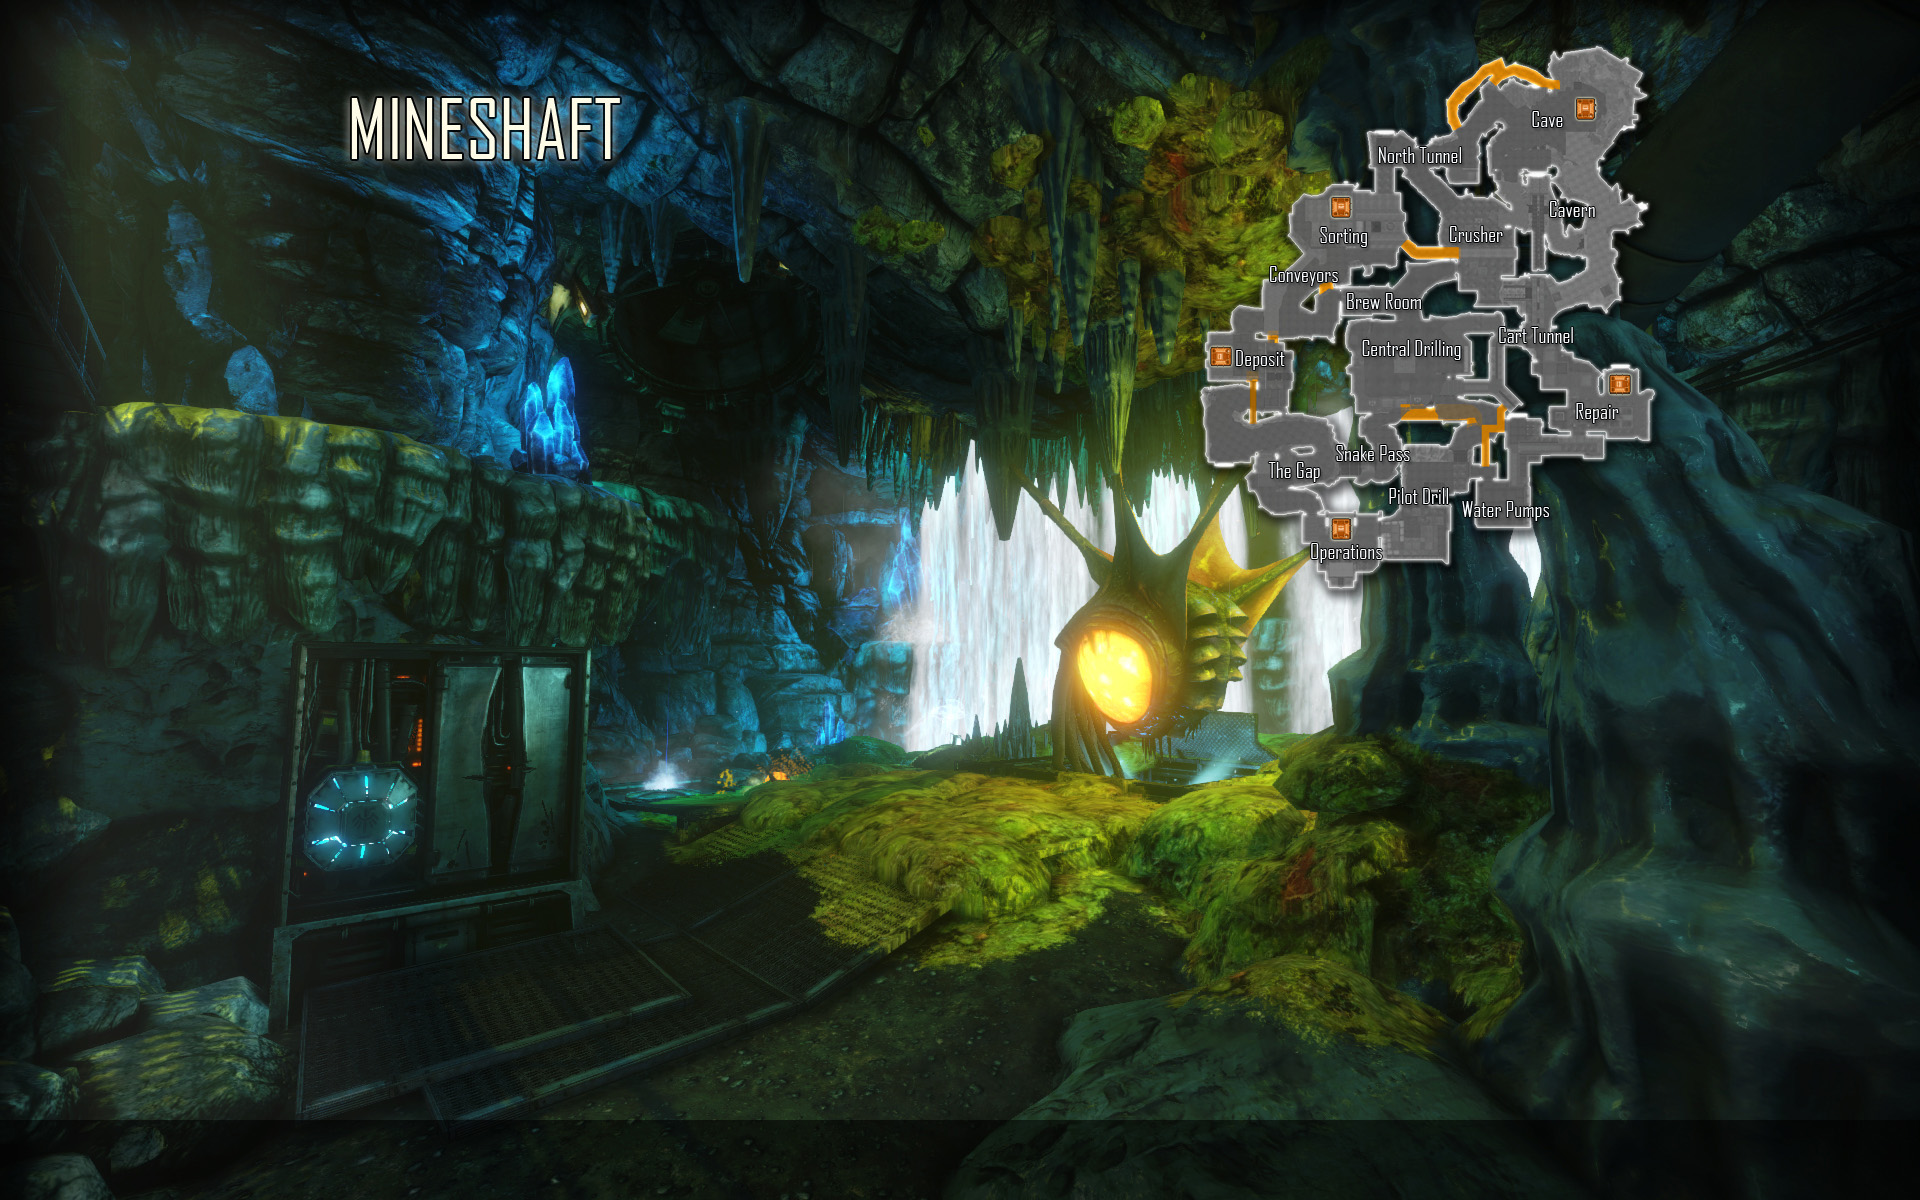 MINESHAFT
Cave
North Tunnel
Cavern
Sorting
Crusher
Conveyors
Brew Room
Cart Tunnel
Central Drilling
Deposit
Repair
Snake Pass
The Gap
Pilot Drill
Water Pumps
Operations